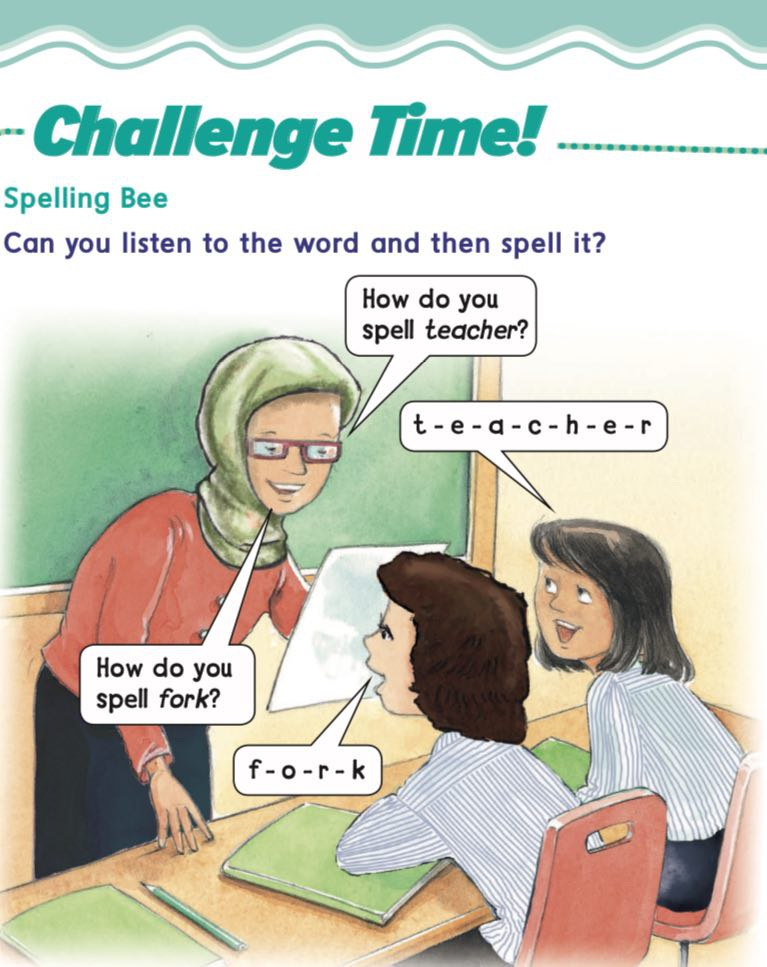 Challenge Time!
Spelling Bee
Can you listen to the word and then spell it?
How do you
spell teacher?
t - e - a - c - h - e - r
How do you
spell fork?
f - o - r - k